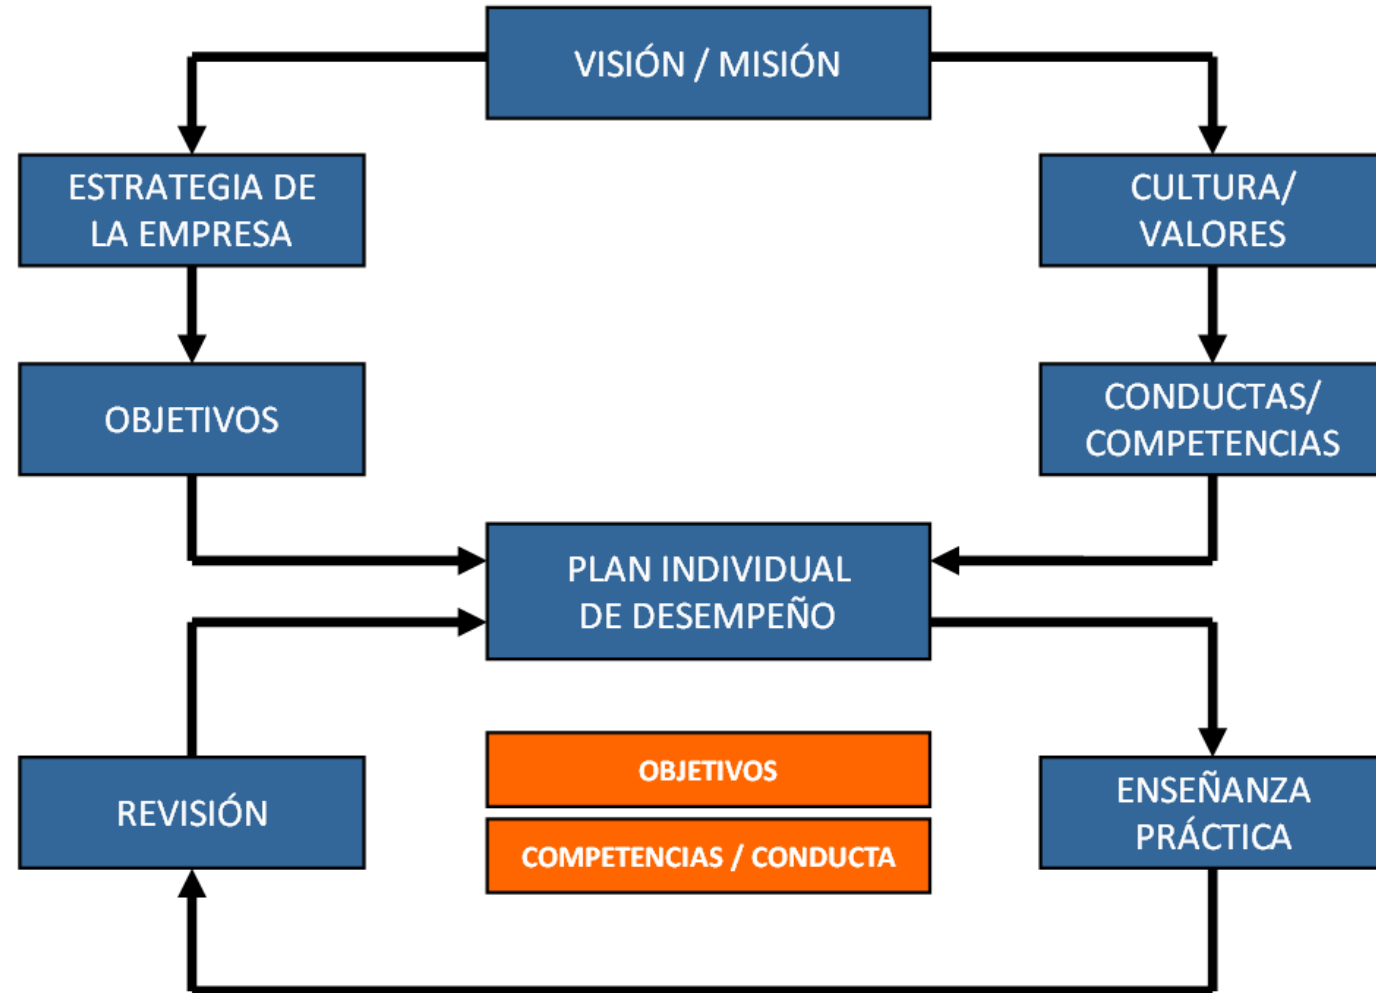 VISIÓN / MISIÓN
ESTRATEGIA DE
LA EMPRESA
CULTURA/
VALORES
OBJETIVOS
CONDUCTAS/
COMPETENCIAS
PLAN INDIVIDUAL
DE DESEMPEÑO
REVISIÓN
OBJETIVOS
COMPETENCIAS / CONDUCTA
ENSEÑANZA
PRÁCTICA